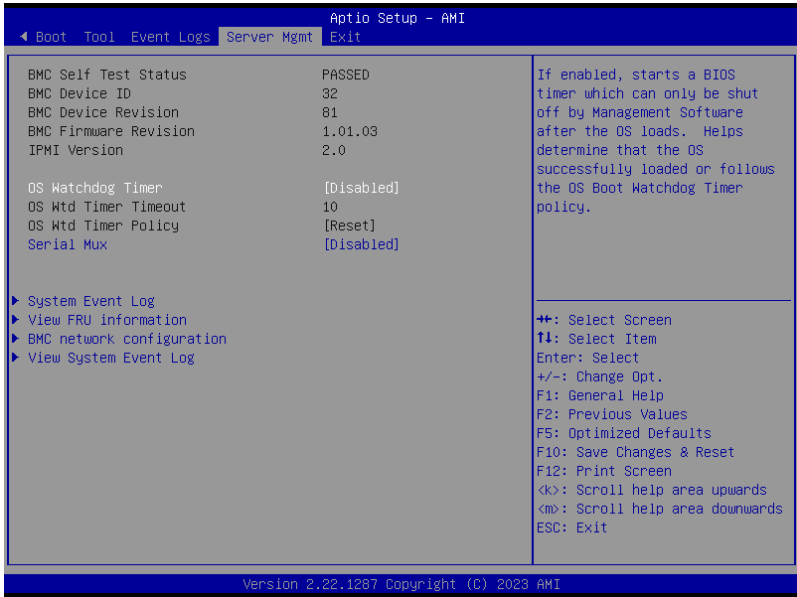 Aptio Setup - AMI
◄ Boot Tool Event Logs Server Mgmt Exit
BMC Self Test Status PASSED
BMC Device ID 32
BMC Device Revision 81
BMC Firmware Revision 1.01.03
IPMI Version 2.0
OS Watchdog Timer [Disabled]
OS Wtd Timer Timeout 10
OS Wtd Timer Policy [Reset]
Serial Mux [Disabled]
► System Event Log
► View FRU information
► BMC network configuration
► View System Event Log
If enabled, starts a BIOS
timer which can only be shut
off by Management Software
after the OS loads. Helps
determine that the OS
successfully loaded or follows
the OS Boot Watchdog Timer
policy.
→←: Select Screen
↑↓: Select Item
Enter: Select
+/-: Change Opt.
F1: General Help
F2: Previous Values
F5: Optimized Defaults
F10: Save Changes & Reset
F12: Print Screen
<k>: Scroll help area upwards
<m>: Scroll help area downwards
ESC: Exit
Version 2.22.1287 Copyright (C) 2023 AMI